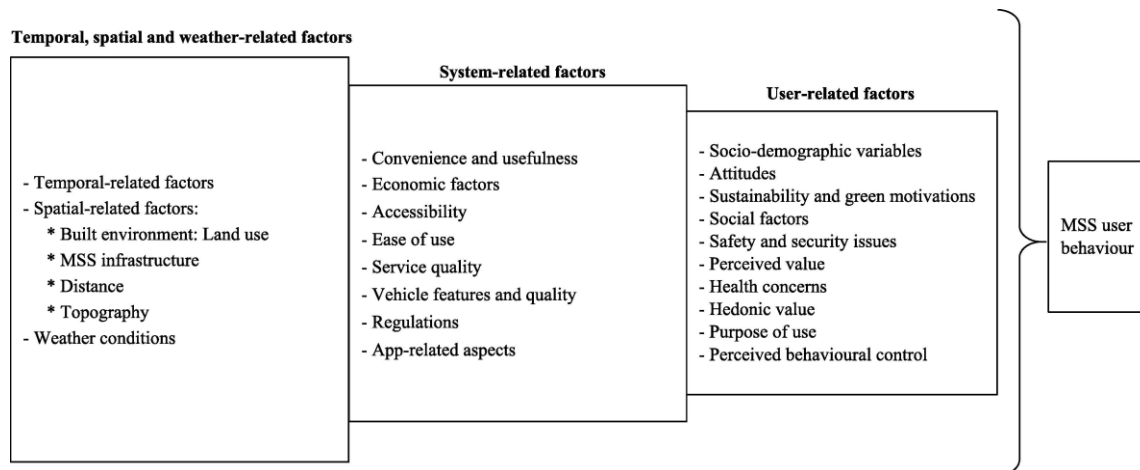 Temporal, spatial and weather-related factors
- Temporal-related factors
- Spatial-related factors:
* Built environment: Land use
* MSS infrastructure
* Distance
* Topography
- Weather conditions
System-related factors
- Convenience and usefulness
- Economic factors
- Accessibility
- Ease of use
- Service quality
- Vehicle features and quality
- Regulations
- App-related aspects
User-related factors
- Socio-demographic variables
- Attitudes
- Sustainability and green motivations
- Social factors
- Safety and security issues
- Perceived value
- Health concerns
- Hedonic value
- Purpose of use
- Perceived behavioural control
MSS user
behaviour